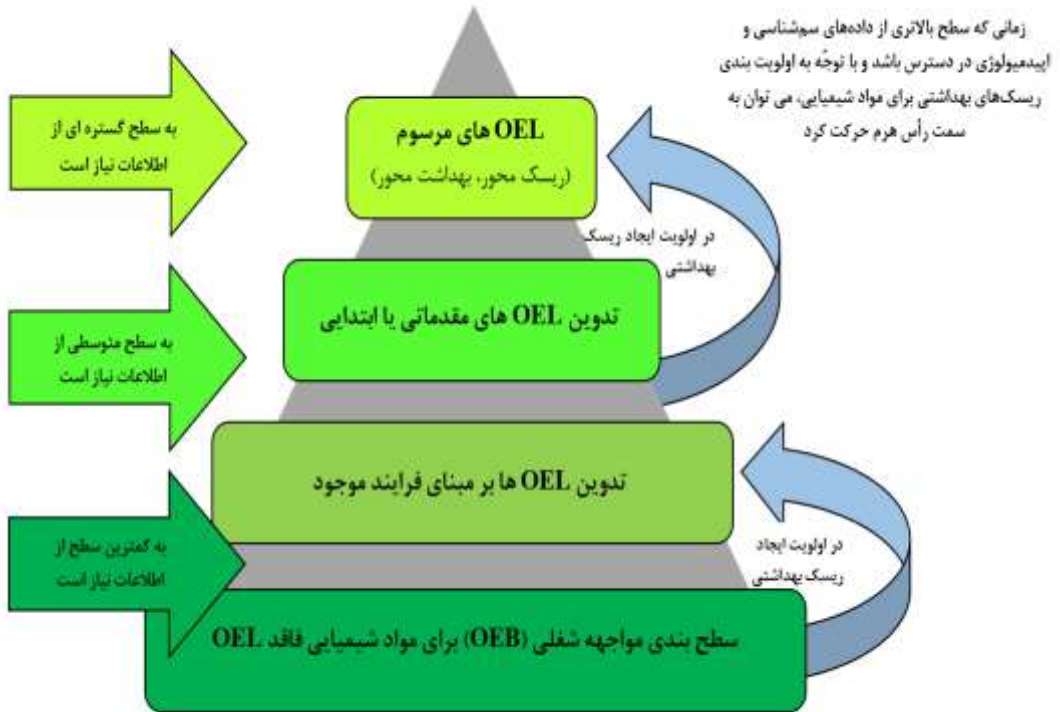 زمانی که سطح بالاتری از داده‌های سم‌شناسی و
اپیدمیولوژی در دسترس باشد و با توجّه به اولویت بندی
ریسک‌های بهداشتی برای مواد شیمیایی، می توان به
سمت رأس هرم حرکت کرد
OEL های مرسوم
(ریسک محور، بهداشت محور)
به سطح گسترده ای از
اطلاعات نیاز است
در اولویت ایجاد ریسک
بهداشتی
تدوین OEL های مقدماتی یا ابتدایی
به سطح متوسطی از
اطلاعات نیاز است
تدوین OEL ها بر مبنای فرایند موجود
در اولویت ایجاد
ریسک بهداشتی
به کمترین سطح از
اطلاعات نیاز است
سطح بندی مواجهه شغلی (OEB) برای مواد شیمیایی فاقد OEL